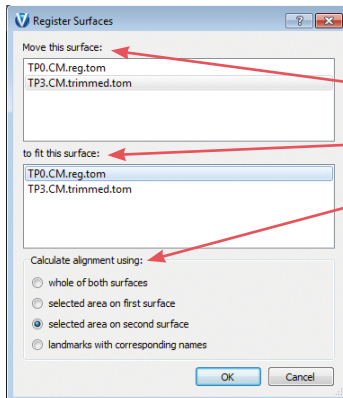 Register Surfaces
Move this surface:
TP0.CM.reg.tom
TP3.CM.trimmed.tom
to fit this surface:
TP0.CM.reg.tom
TP3.CM.trimmed.tom
Calculate alignment using:
whole of both surfaces
selected area on first surface
selected area on second surface
landmarks with corresponding names
OK Cancel